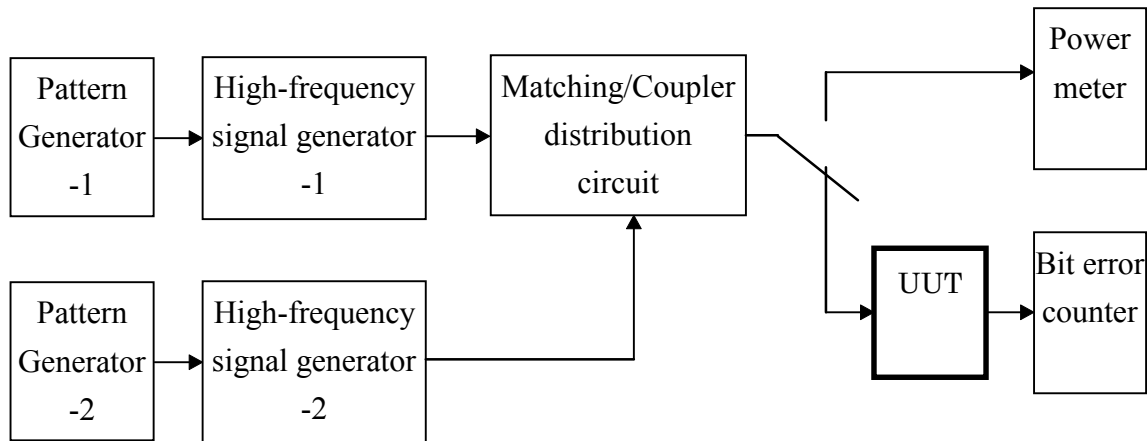 Pattern
Generator
-1
High-frequency
signal generator
-1
Matching/Coupler
distribution
circuit
Power
meter
Pattern
Generator
-2
High-frequency
signal generator
-2
UUT
Bit error
counter